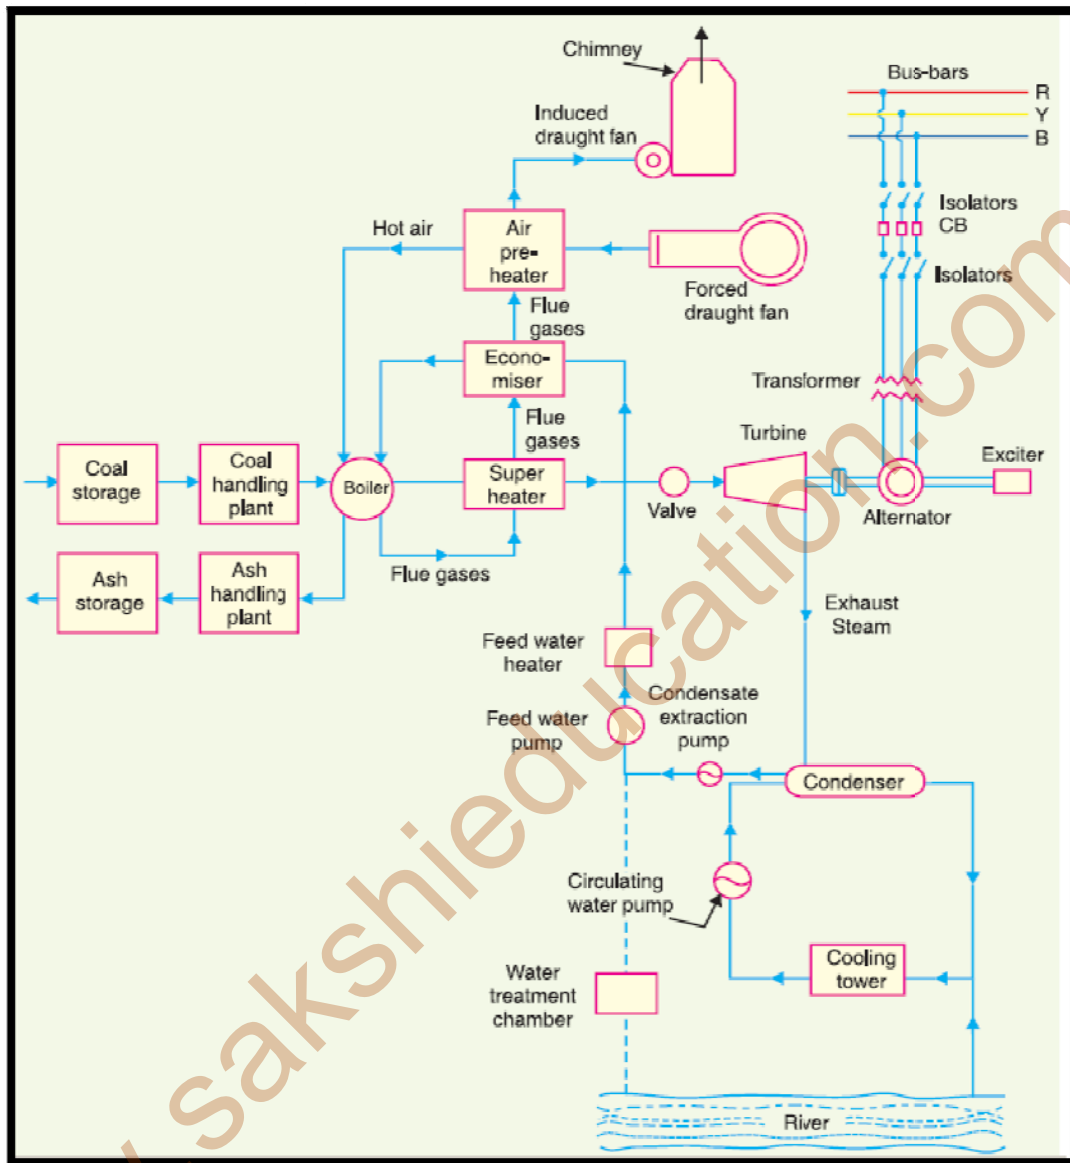 Chimney
Bus-bars
R
Y
B
Induced
draught fan
Isolators
CB
Hot air
Air
pre-
heater
Isolators
Forced
draught fan
Flue
gases
Econo-
miser
Transformer
Flue
gases
Turbine
Exciter
Coal
storage
Coal
handling
plant
Boiler
Super
heater
Valve
Alternator
Flue gases
Ash
storage
Ash
handling
plant
Exhaust
Steam
Feed water
heater
Condensate
extraction
pump
Feed water
pump
Condenser
Circulating
water pump
Cooling
tower
Water
treatment
chamber
River
sakshieducation.com